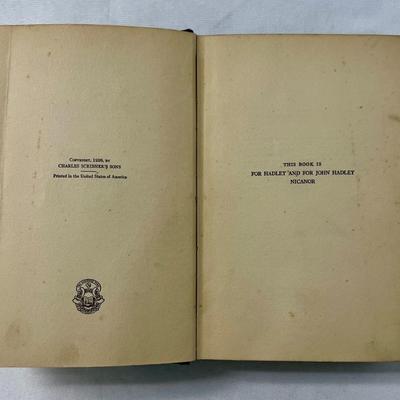 COPYRIGHT, 1926, BY
CHARLES SCRIBNER'S SONS
Printed in the United States of America
THIS BOOK IS
FOR HADLEY AND FOR JOHN HADLEY
NICANOR